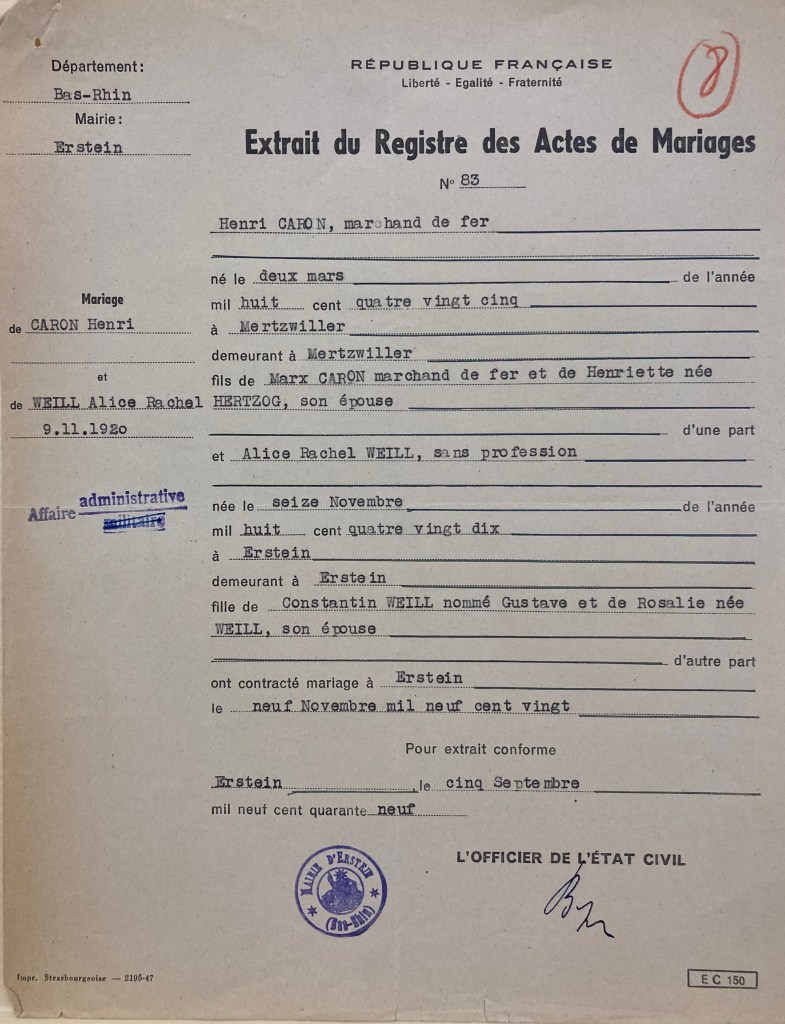 Département:
Bas-Rhin
Mairie:
Erstein
RÉPUBLIQUE FRANÇAISE
Liberté - Egalité - Fraternité
8
Extrait du Registre des Actes de Mariages
N° 83
Henri CARON, marchand de fer
né le deux mars de l'année
mil huit cent quatre vingt cinq
à Mertzwiller
demeurant à Mertzwiller
fils de Marx CARON marchand de fer et de Henriette née
HERTZOG, son épouse
d'une part
et Alice Rachel WEILL, sans profession
née le seize Novembre de l'année
mil huit cent quatre vingt dix
à Erstein
demeurant à Erstein
fille de Constantin WEILL nommé Gustave et de Rosalie née
WEILL, son épouse
d'autre part
ont contracté mariage à Erstein
le neuf Novembre mil neuf cent vingt
Mariage
de CARON Henri
et
de WEILL Alice Rachel
9.11.1920
Affaire administrative
militaire
Pour extrait conforme
Erstein, le cinq Septembre
mil neuf cent quarante neuf
L'OFFICIER DE L'ÉTAT CIVIL
MAIRIE D'ERSTEIN
(Bas-Rhin)
Impr. Strasbourgeoise — 2195-47
E C 150